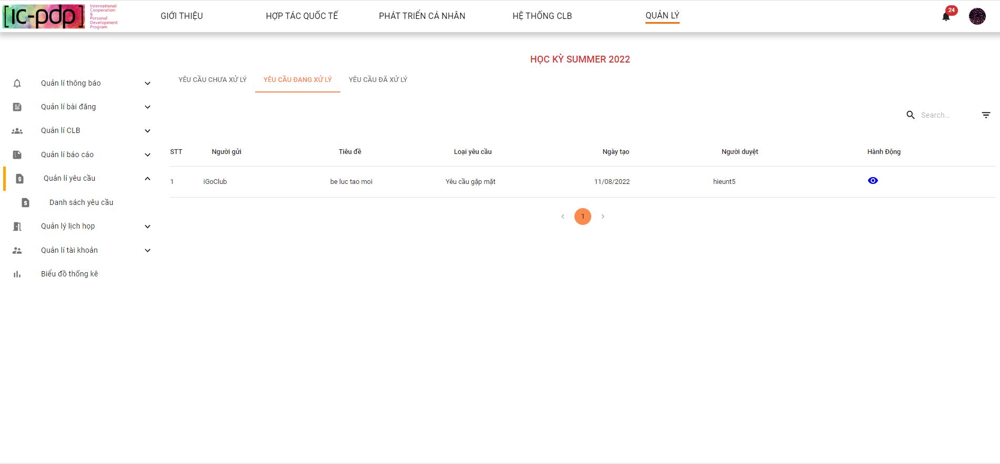 [ic-pdp]
International
Cooperation
&
Personal
Development
Program
GIỚI THIỆU
HỢP TÁC QUỐC TẾ
PHÁT TRIỂN CÁ NHÂN
HỆ THỐNG CLB
QUẢN LÝ
24
HỌC KỲ SUMMER 2022
Quản lí thông báo
Quản lí bài đăng
Quản lí CLB
Quản lí báo cáo
Quản lí yêu cầu
Danh sách yêu cầu
Quản lý lịch họp
Quản lí tài khoản
Biểu đồ thống kê
YÊU CẦU CHƯA XỬ LÝ
YÊU CẦU ĐANG XỬ LÝ
YÊU CẦU ĐÃ XỬ LÝ
Search...
STT Người gửi Tiêu đề Loại yêu cầu Ngày tạo Người duyệt Hành Động
1 iGoClub be luc tao moi Yêu cầu gặp mặt 11/08/2022 hieunt5
1